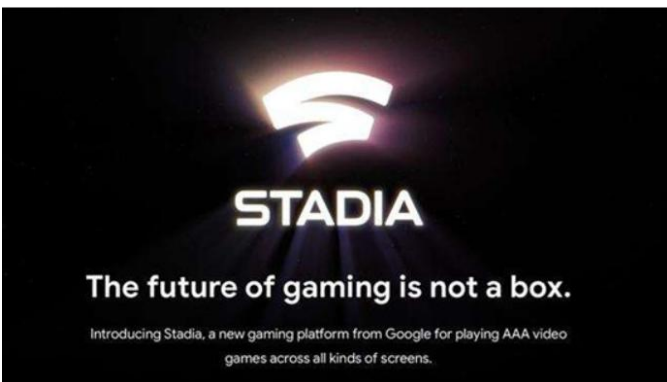 STADIA
The future of gaming is not a box.
Introducing Stadia, a new gaming platform from Google for playing AAA video
games across all kinds of screens.